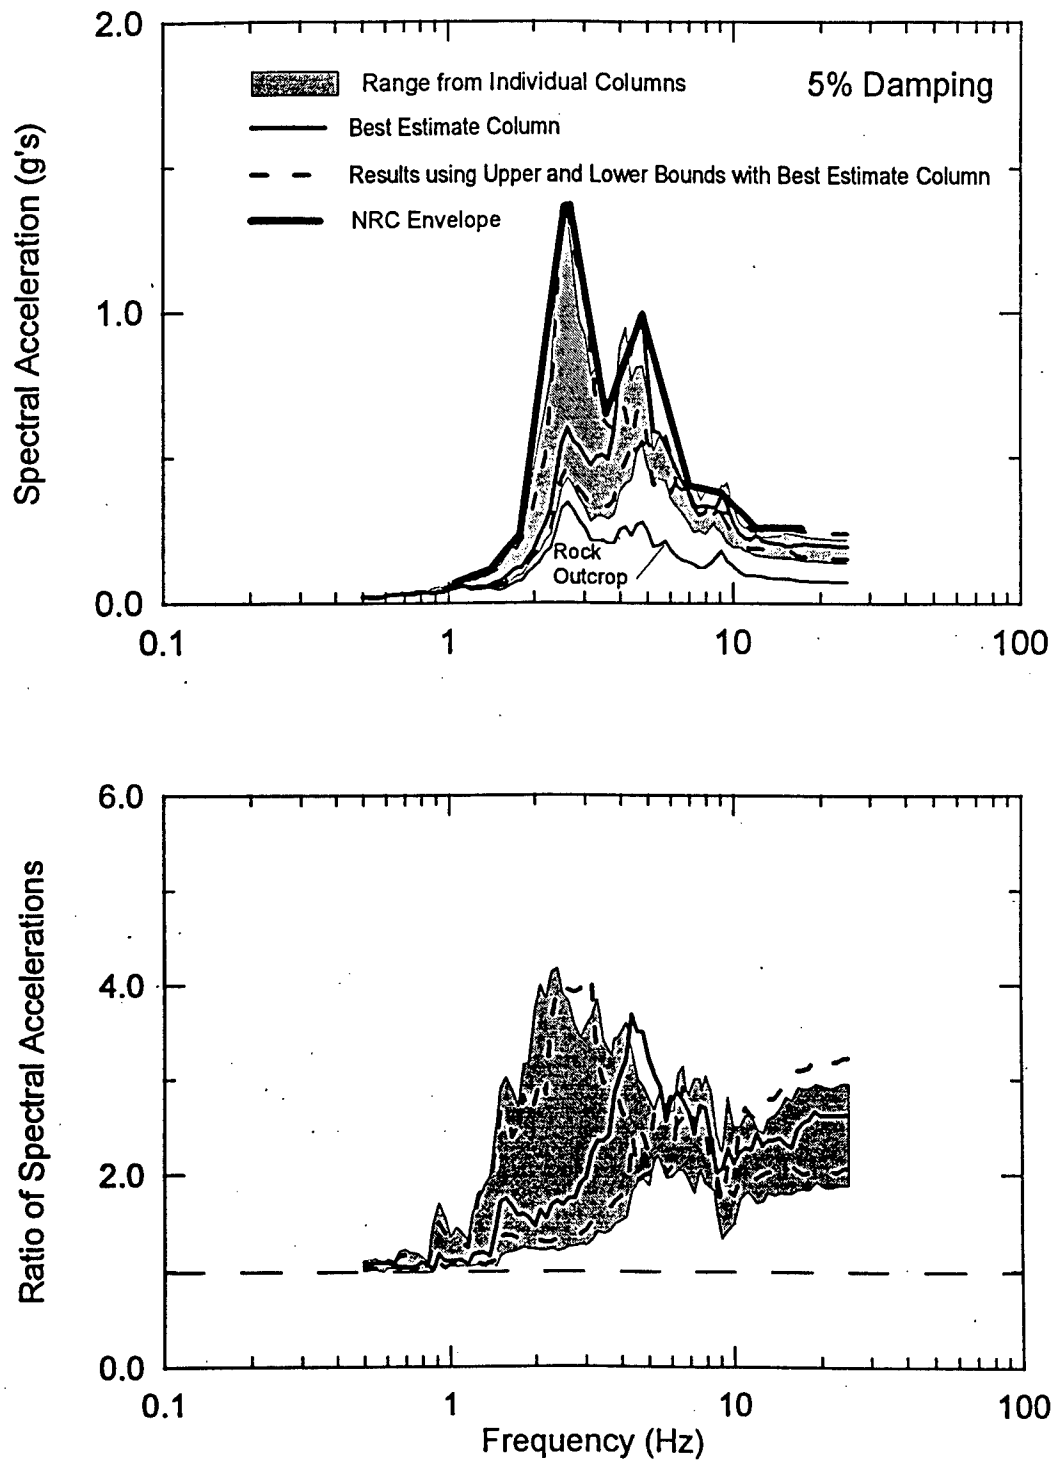 2.0
Range from Individual Columns
5% Damping
Best Estimate Column
Results using Upper and Lower Bounds with Best Estimate Column
NRC Envelope
Spectral Acceleration (g's)
1.0
Rock
Outcrop
0.0
0.1
1
10
100
6.0
Ratio of Spectral Accelerations
4.0
2.0
0.0
0.1
1
10
100
Frequency (Hz)